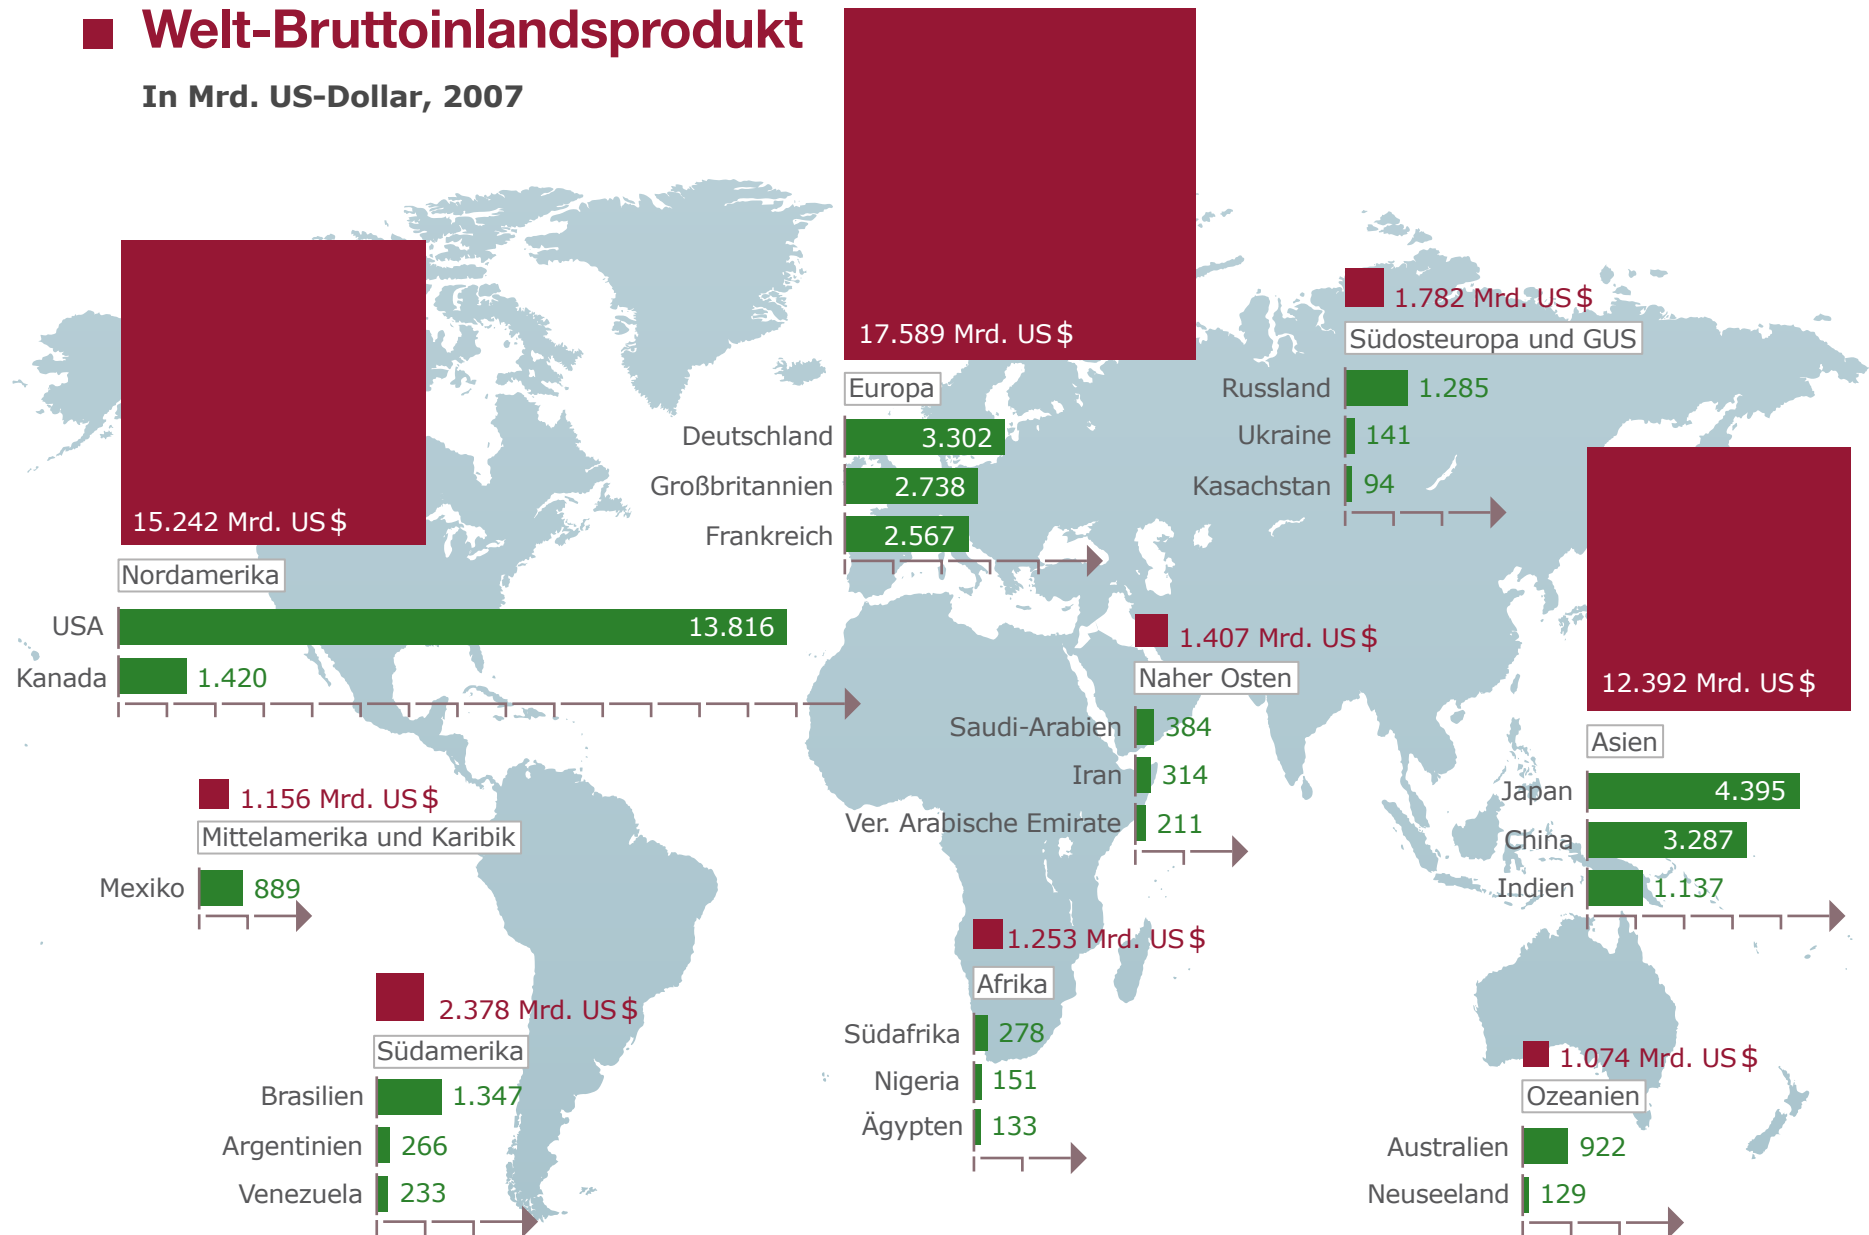 Welt-Bruttoinlandsprodukt
In Mrd. US-Dollar, 2007
15.242 Mrd. US $
Nordamerika
USA 13.816
Kanada 1.420
17.589 Mrd. US $
Europa
Deutschland 3.302
Großbritannien 2.738
Frankreich 2.567
1.782 Mrd. US $
Südosteuropa und GUS
Russland 1.285
Ukraine 141
Kasachstan 94
12.392 Mrd. US $
Asien
Japan 4.395
China 3.287
Indien 1.137
1.407 Mrd. US $
Naher Osten
Saudi-Arabien 384
Iran 314
Ver. Arabische Emirate 211
1.156 Mrd. US $
Mittelamerika und Karibik
Mexiko 889
2.378 Mrd. US $
Südamerika
Brasilien 1.347
Argentinien 266
Venezuela 233
1.253 Mrd. US $
Afrika
Südafrika 278
Nigeria 151
Ägypten 133
1.074 Mrd. US $
Ozeanien
Australien 922
Neuseeland 129